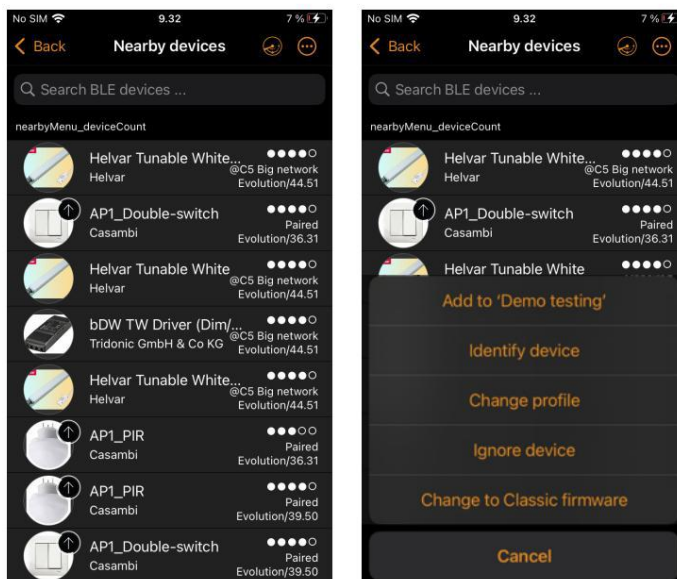 No SIM 9.32 7 %
Back Nearby devices
Search BLE devices ...
nearbyMenu_deviceCount
Helvar Tunable White...
Helvar @C5 Big network
Evolution/44.51
AP1_Double-switch
Casambi Paired
Evolution/36.31
Helvar Tunable White
Helvar @C5 Big network
Evolution/44.51
bDW TW Driver (Dim/...
Tridonic GmbH & Co KG @C5 Big network
Evolution/44.51
Helvar Tunable White...
Helvar @C5 Big network
Evolution/44.51
AP1_PIR
Casambi Paired
Evolution/36.31
AP1_PIR
Casambi Paired
Evolution/39.50
AP1_Double-switch
Casambi Paired
Evolution/39.50
No SIM 9.32 7 %
Back Nearby devices
Search BLE devices ...
nearbyMenu_deviceCount
Helvar Tunable White...
Helvar @C5 Big network
Evolution/44.51
AP1_Double-switch
Casambi Paired
Evolution/36.31
Helvar Tunable White
Add to ‘Demo testing’
Identify device
Change profile
Ignore device
Change to Classic firmware
Cancel